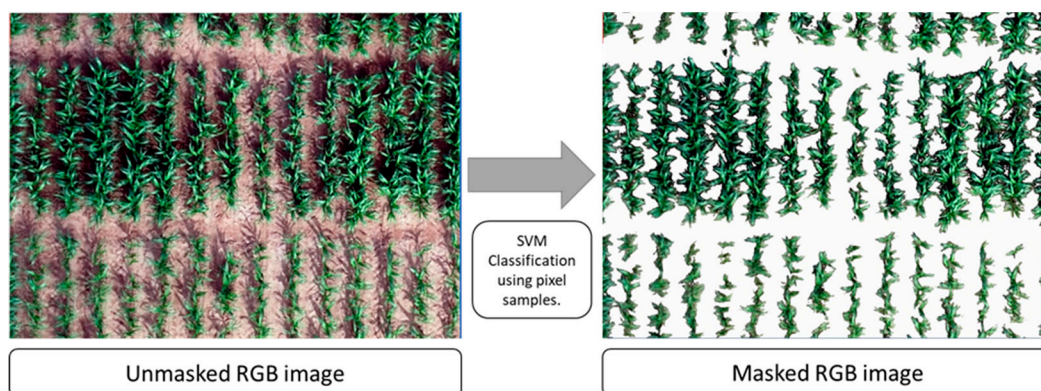 SVM
Classification
using pixel
samples.
Unmasked RGB image
Masked RGB image